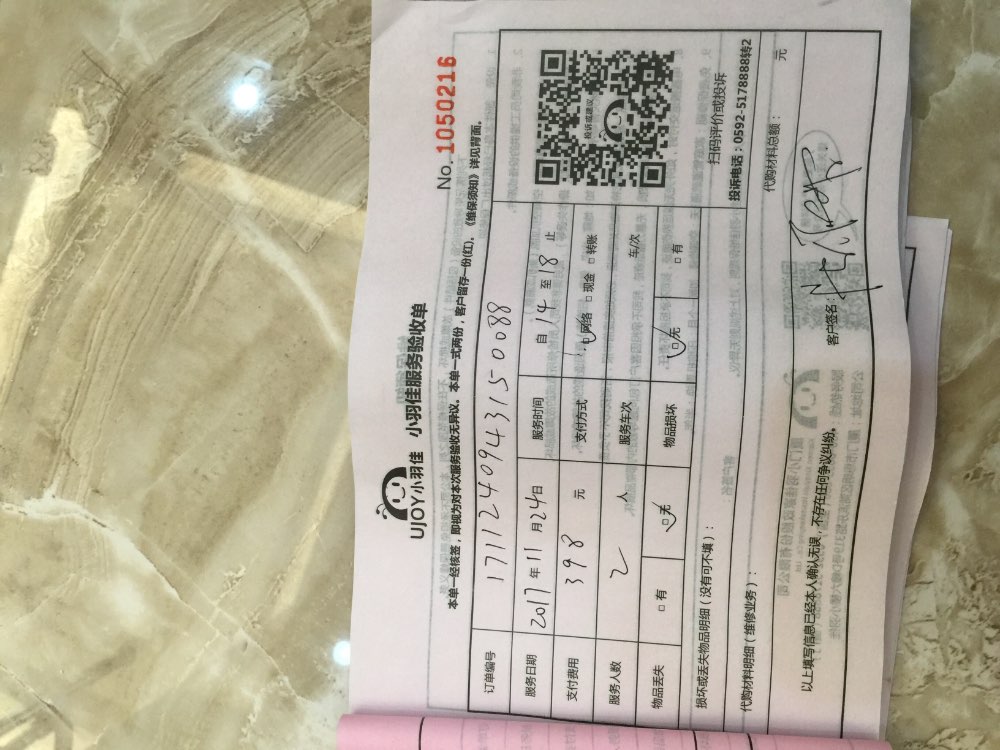 No. 1050216
UJOY小羽佳 小羽佳服务验收单
本单一经核签，即视为对本次服务验收无异议。本单一式两份，客户留存一份(红)。《维保须知》详见背面。
订单编号 171124094315 0088
服务日期 2017年11月24日 服务时间 自14至18止
支付费用 398 元 支付方式 □网络 □现金 □转账
服务人数 2 人 服务车次 车/次
物品丢失 □有 □无 物品损坏 □无 □有
投诉或建议
扫码评价或投诉
投诉电话：0592-5178888转2
损坏或丢失物品明细（没有可不填）：
代购材料明细（维修业务）： 代购材料总额： 元
以上填写信息已经本人确认无误，不存在任何争议纠纷。 客户签名：